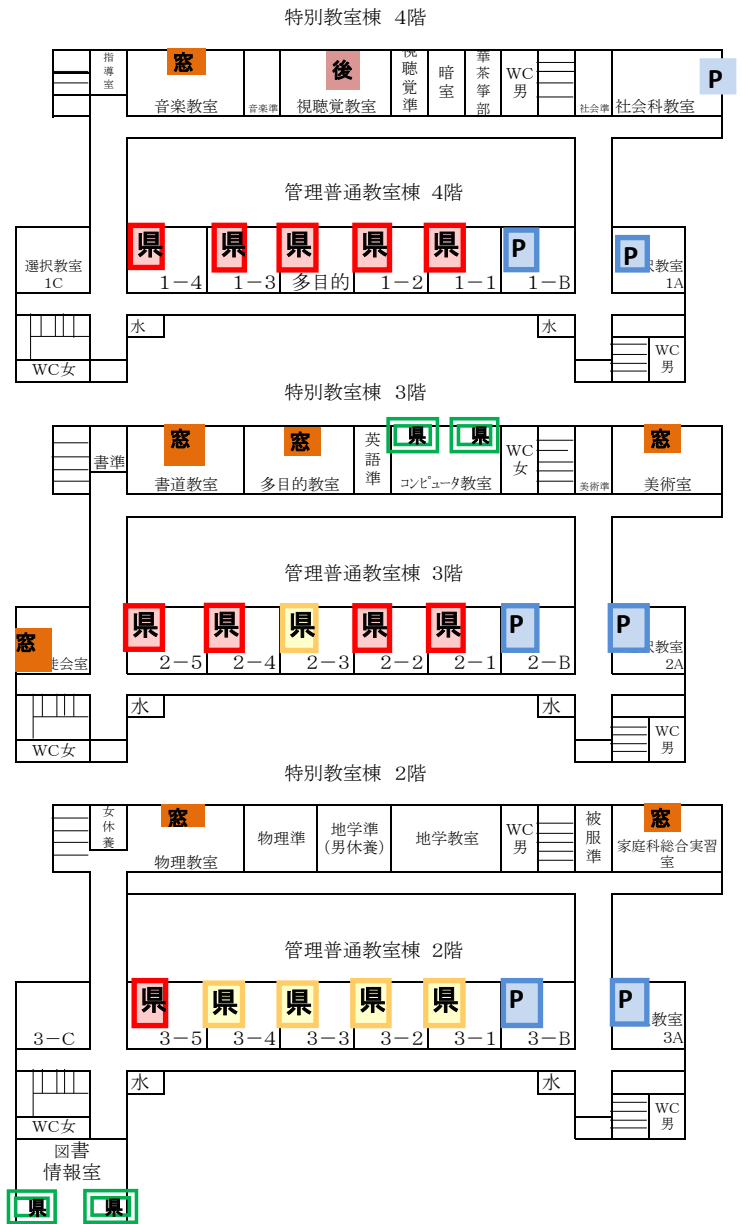 特別教室棟 4階
指導室
窓
音楽教室
音楽準
後
視聴覚教室
視聴覚準
暗室
華茶箏部
WC男
社会準
社会科教室
P
管理普通教室棟 4階
選択教室
1C
県
1-4
県
1-3
県
多目的
県
1-2
県
1-1
P
1-B
P
教室
1A
水
水
WC女
WC
男
特別教室棟 3階
書準
窓
書道教室
窓
多目的教室
英語準
県
県
コンピュータ教室
WC女
美術準
窓
美術室
管理普通教室棟 3階
窓
徒会室
県
2-5
県
2-4
県
2-3
県
2-2
県
2-1
P
2-B
P
教室
2A
水
水
WC女
WC
男
特別教室棟 2階
女休養
窓
物理教室
物理準
地学準
(男休養)
地学教室
WC男
被服準
窓
家庭科総合実習
室
管理普通教室棟 2階
3-C
県
3-5
県
3-4
県
3-3
県
3-2
県
3-1
P
3-B
P
教室
3A
水
水
WC女
WC
男
図書
情報室
県
県